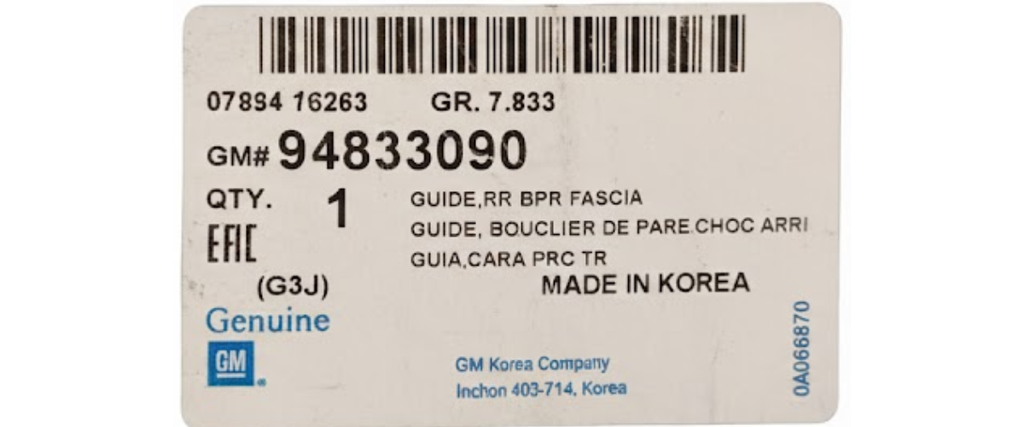 07894 16263 GR. 7.833
GM# 94833090
QTY. 1 GUIDE,RR BPR FASCIA
GUIDE, BOUCLIER DE PARE.CHOC ARRI
EAC
GUIA,CARA PRC TR
(G3J) MADE IN KOREA
Genuine
GM
GM Korea Company
Inchon 403-714, Korea
0A066870